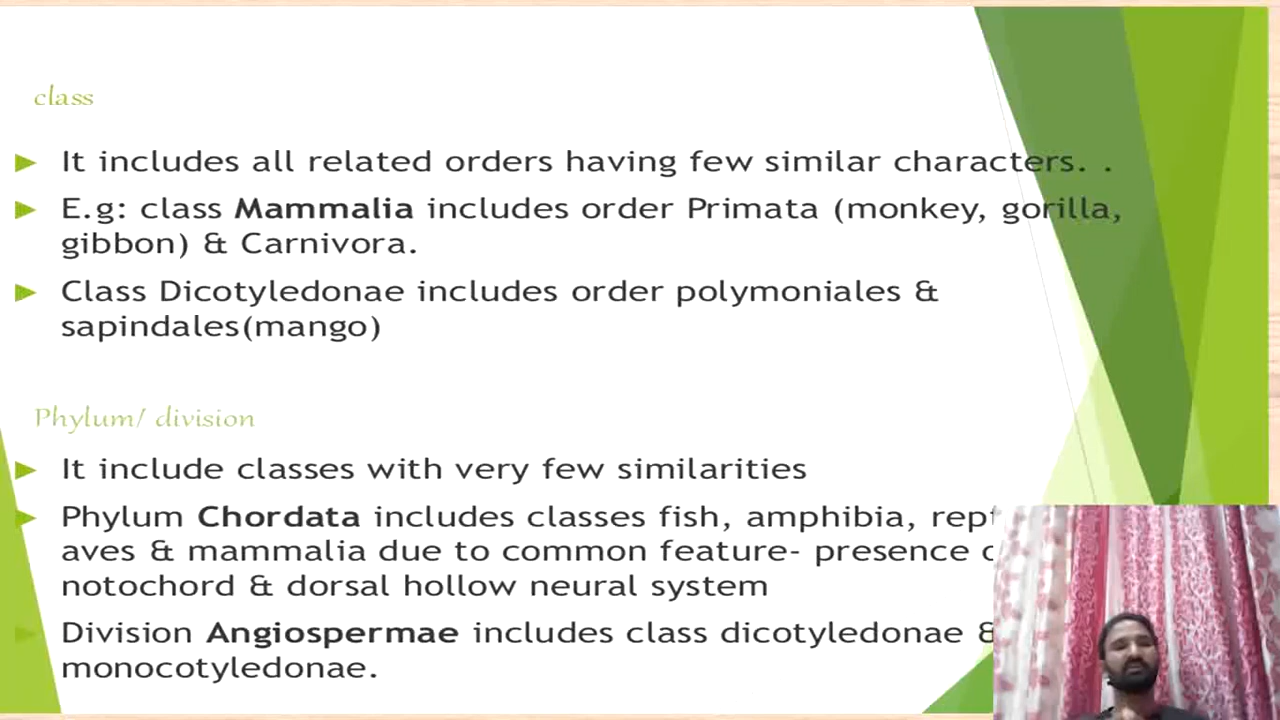 class
It includes all related orders having few similar characters. .
E.g: class Mammalia includes order Primata (monkey, gorilla,
gibbon) & Carnivora.
Class Dicotyledonae includes order polymoniales &
sapindales(mango)
Phylum/ division
It include classes with very few similarities
Phylum Chordata includes classes fish, amphibia,
aves & mammalia due to common feature- presence
notochord & dorsal hollow neural system
Division Angiospermae includes class dicotyledonae &
monocotyledonae.